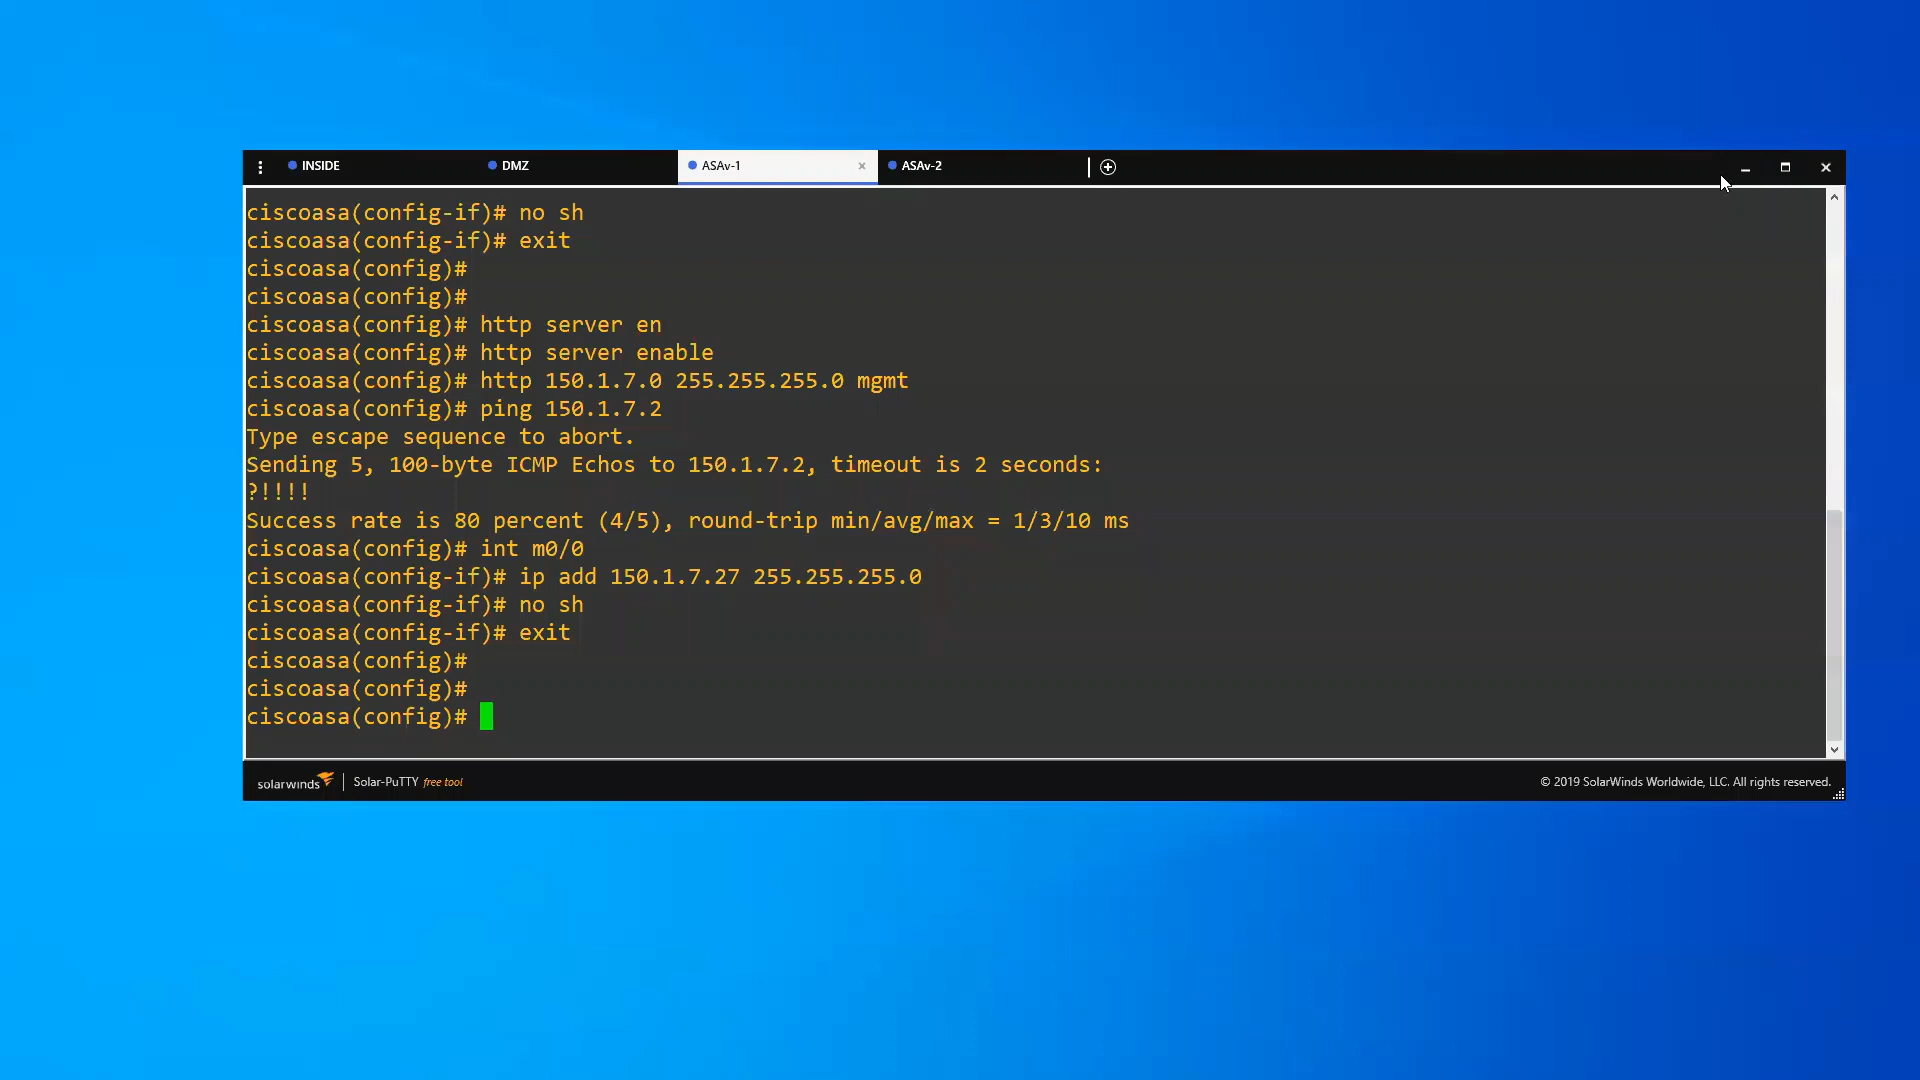 INSIDE DMZ ASAv-1 ASAv-2
ciscoasa(config-if)# no sh
ciscoasa(config-if)# exit
ciscoasa(config)#
ciscoasa(config)#
ciscoasa(config)# http server en
ciscoasa(config)# http server enable
ciscoasa(config)# http 150.1.7.0 255.255.255.0 mgmt
ciscoasa(config)# ping 150.1.7.2
Type escape sequence to abort.
Sending 5, 100-byte ICMP Echos to 150.1.7.2, timeout is 2 seconds:
?!!!!
Success rate is 80 percent (4/5), round-trip min/avg/max = 1/3/10 ms
ciscoasa(config)# int m0/0
ciscoasa(config-if)# ip add 150.1.7.27 255.255.255.0
ciscoasa(config-if)# no sh
ciscoasa(config-if)# exit
ciscoasa(config)#
ciscoasa(config)#
ciscoasa(config)#
solarwinds Solar-PuTTY free tool © 2019 SolarWinds Worldwide, LLC. All rights reserved.